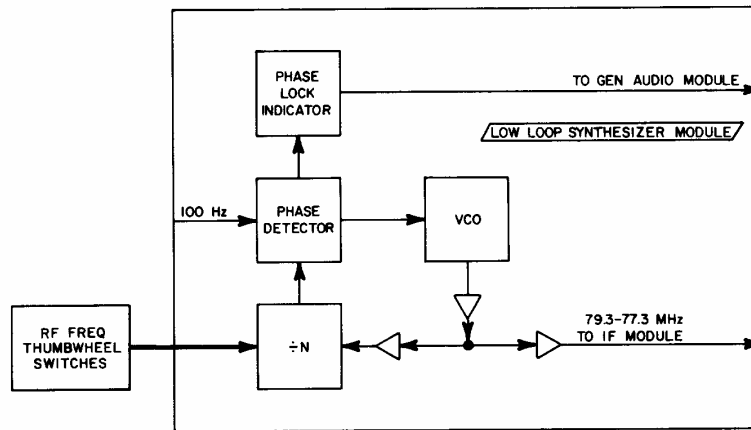 PHASE
LOCK
INDICATOR
TO GEN AUDIO MODULE
LOW LOOP SYNTHESIZER MODULE
100 Hz
PHASE
DETECTOR
VCO
RF FREQ
THUMBWHEEL
SWITCHES
÷N
79.3-77.3 MHz
TO IF MODULE